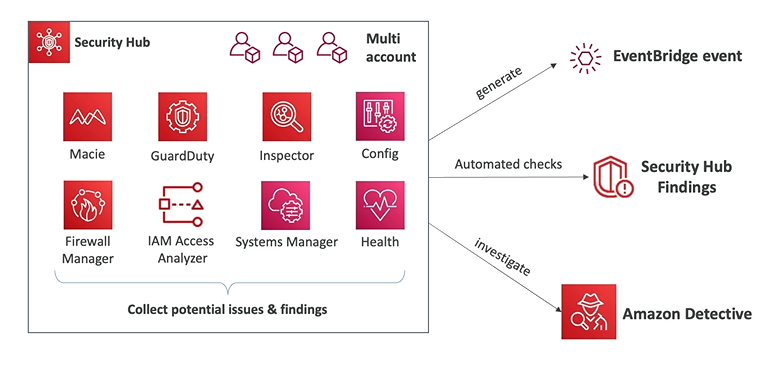 Security Hub
Multi
account
Macie
GuardDuty
Inspector
Config
Firewall
Manager
IAM Access
Analyzer
Systems Manager
Health
Collect potential issues & findings
generate
EventBridge event
Automated checks
Security Hub
Findings
investigate
Amazon Detective